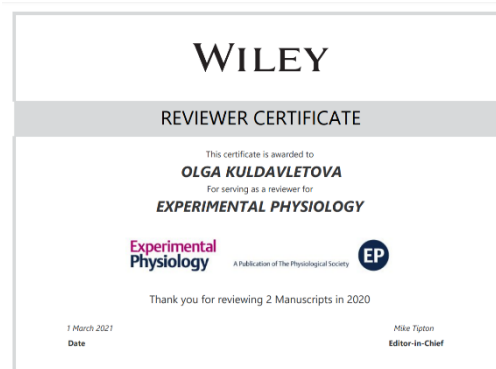 WILEY
REVIEWER CERTIFICATE
This certificate is awarded to
OLGA KULDAVLETOVA
For serving as a reviewer for
EXPERIMENTAL PHYSIOLOGY
Experimental
Physiology
A Publication of The Physiological Society
EP
Thank you for reviewing 2 Manuscripts in 2020
1 March 2021
Mike Tipton
Date
Editor-in-Chief